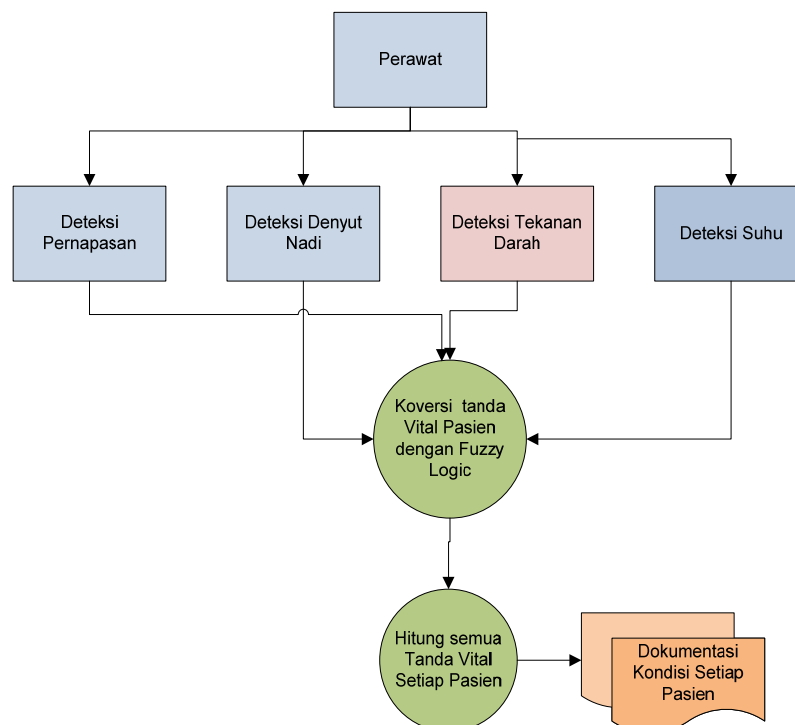 Perawat
Deteksi
Pernapasan
Deteksi Denyut
Nadi
Deteksi Tekanan
Darah
Deteksi Suhu
Koversi tanda
Vital Pasien
dengan Fuzzy
Logic
Hitung semua
Tanda Vital
Setiap Pasien
Dokumentasi
Kondisi Setiap
Pasien